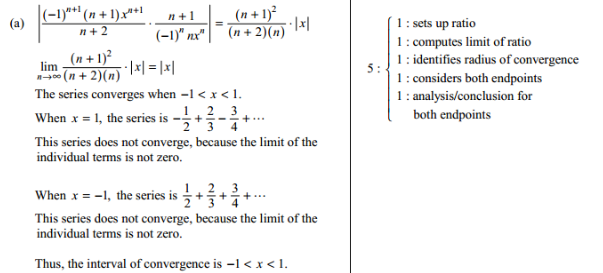 (a) |((-1)^{n+1}(n + 1)x^{n+1})/(n + 2) · (n + 1)/((-1)^n nx^n)| = (n + 1)^2/((n + 2)(n)) · |x|
lim_{n→∞} (n + 1)^2/((n + 2)(n)) · |x| = |x|
The series converges when −1 < x < 1.
When x = 1, the series is −1/2 + 2/3 − 3/4 + ···
This series does not converge, because the limit of the
individual terms is not zero.
When x = −1, the series is 1/2 + 2/3 + 3/4 + ···
This series does not converge, because the limit of the
individual terms is not zero.
Thus, the interval of convergence is −1 < x < 1.
5 : {
1 : sets up ratio
1 : computes limit of ratio
1 : identifies radius of convergence
1 : considers both endpoints
1 : analysis/conclusion for
both endpoints